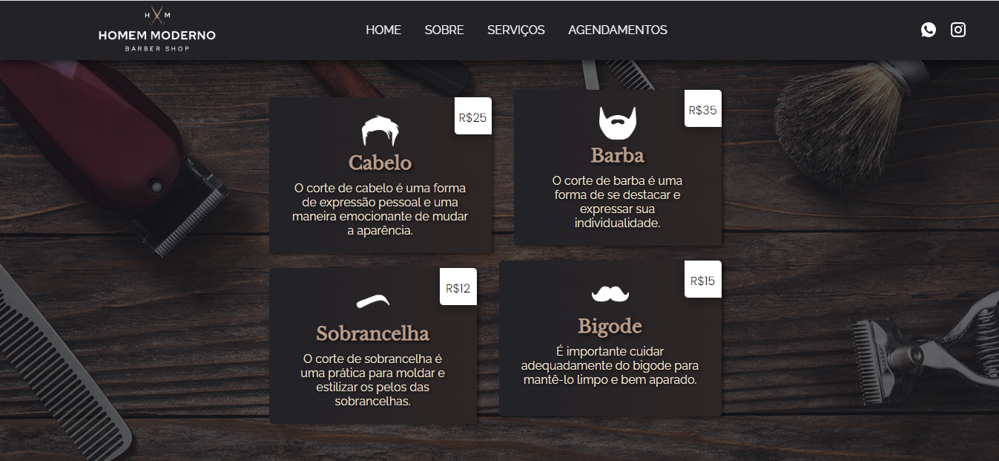 H M
HOMEM MODERNO
BARBER SHOP
HOME SOBRE SERVIÇOS AGENDAMENTOS
R$25
Cabelo
O corte de cabelo é uma forma
de expressão pessoal e uma
maneira emocionante de mudar
a aparência.
R$35
Barba
O corte de barba é uma
forma de se destacar e
expressar sua
individualidade.
R$12
Sobrancelha
O corte de sobrancelha é
uma prática para moldar e
estilizar os pelos das
sobrancelhas.
R$15
Bigode
É importante cuidar
adequadamente do bigode para
mantê-lo limpo e bem aparado.